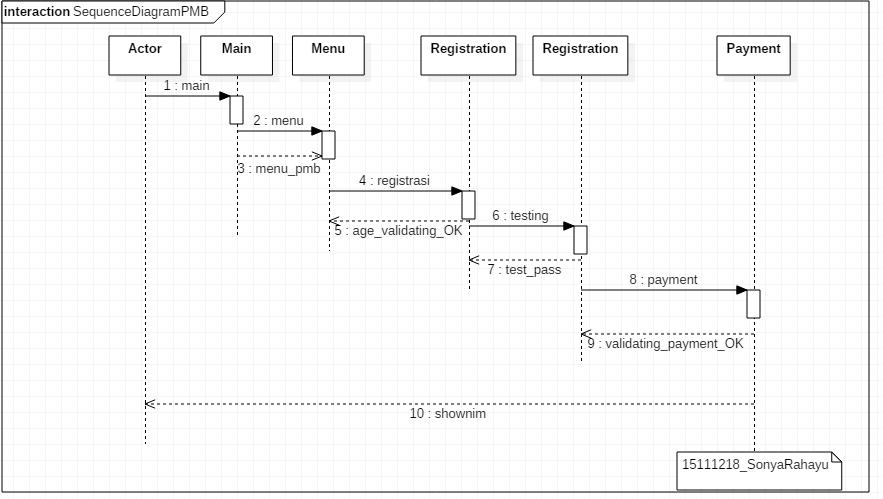 interaction SequenceDiagramPMB
Actor
Main
Menu
Registration
Registration
Payment
1 : main
2 : menu
3 : menu_pmb
4 : registrasi
5 : age_validating_OK
6 : testing
7 : test_pass
8 : payment
9 : validating_payment_OK
10 : shownim
15111218_SonyaRahayu